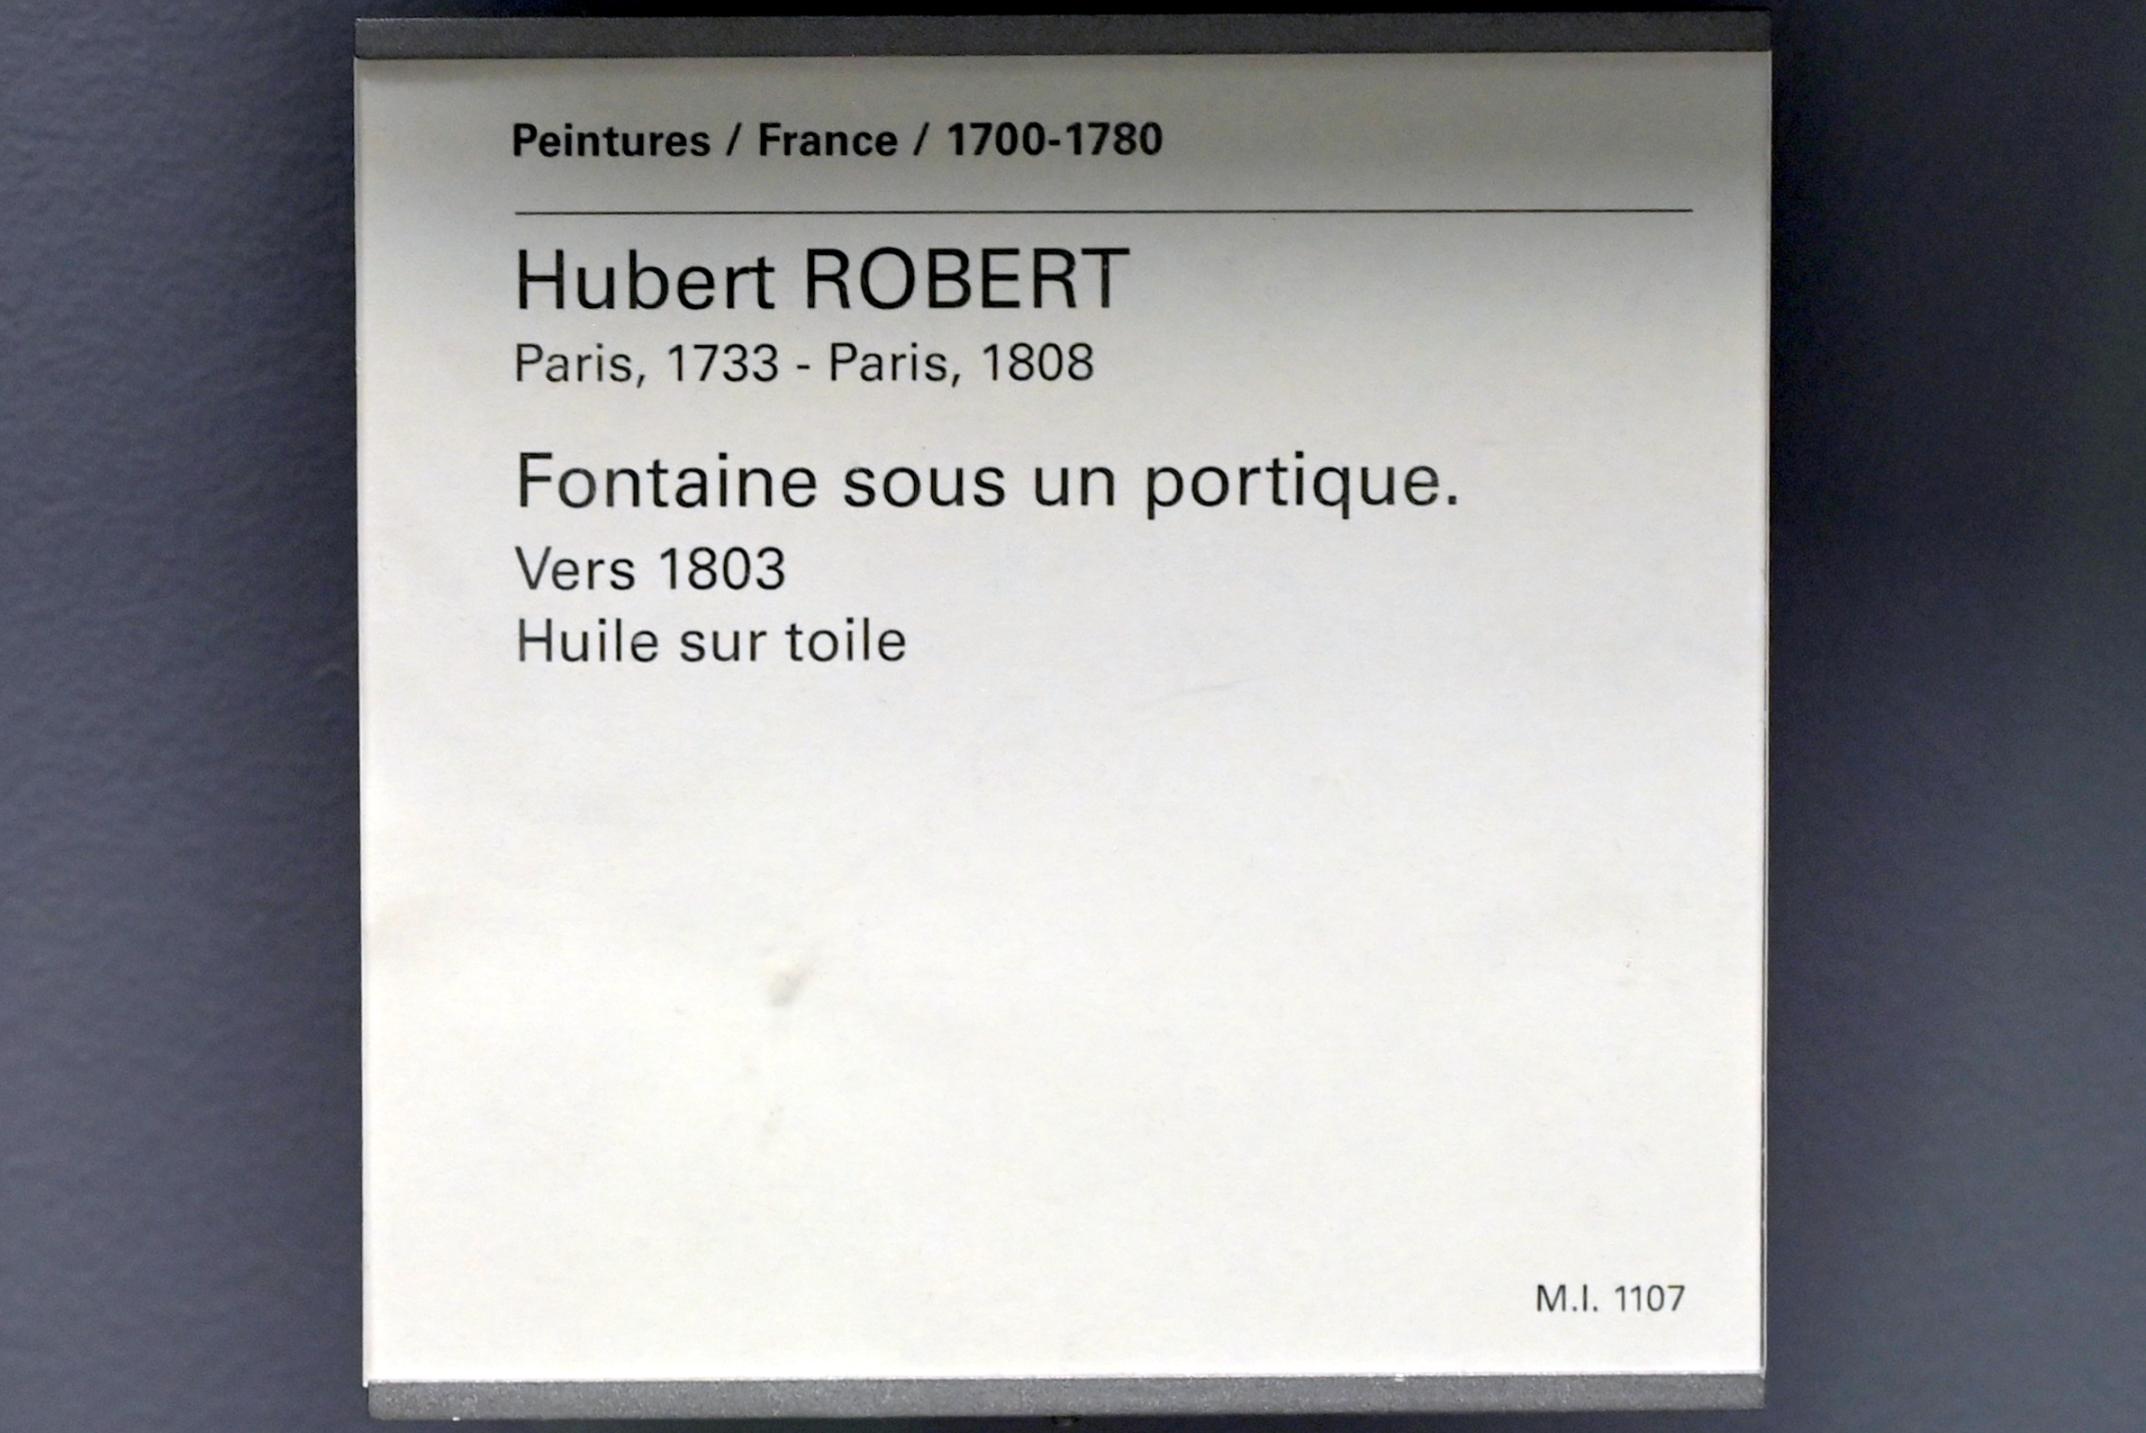 Peintures / France / 1700-1780
Hubert ROBERT
Paris, 1733 - Paris, 1808
Fontaine sous un portique.
Vers 1803
Huile sur toile
M.I. 1107